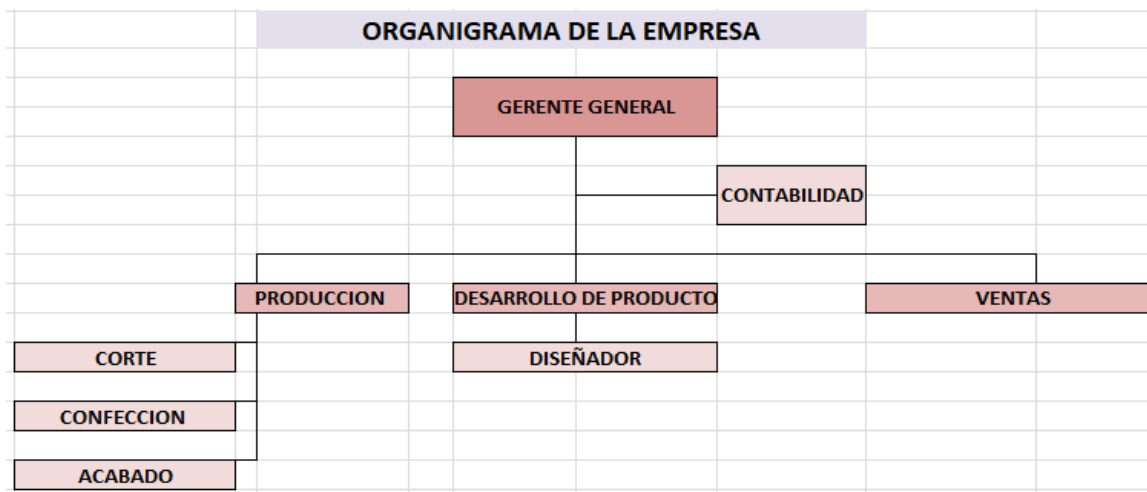 ORGANIGRAMA DE LA EMPRESA
GERENTE GENERAL
CONTABILIDAD
PRODUCCION
DESARROLLO DE PRODUCTO
VENTAS
CORTE
DISEÑADOR
CONFECCION
ACABADO